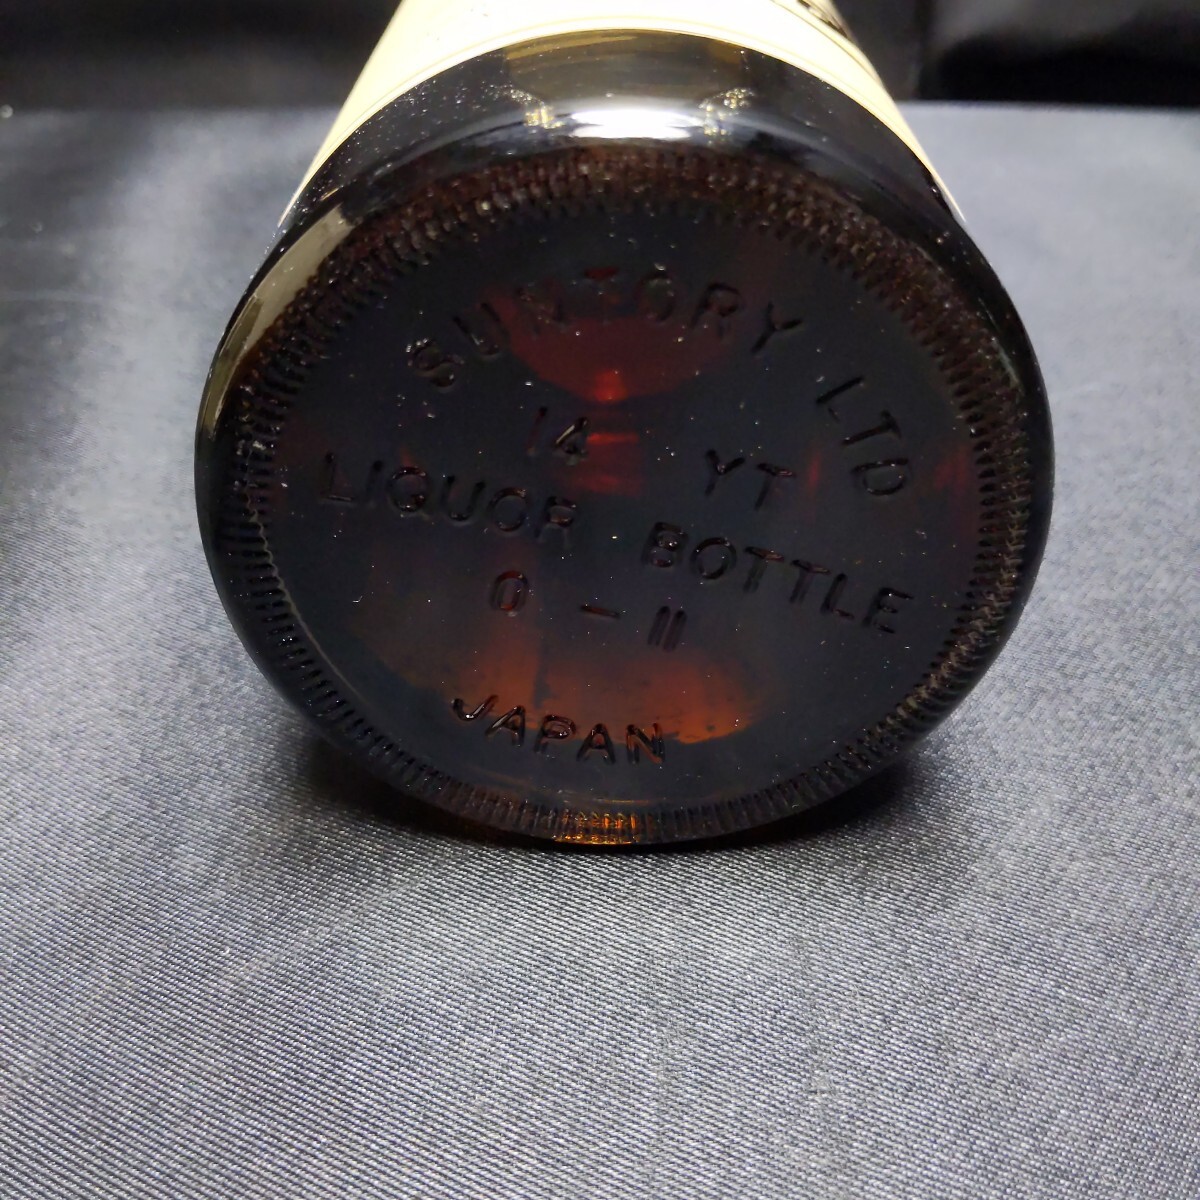 SUNTORY LTD
14 YT
LIQUOR BOTTLE
0 - 11
JAPAN